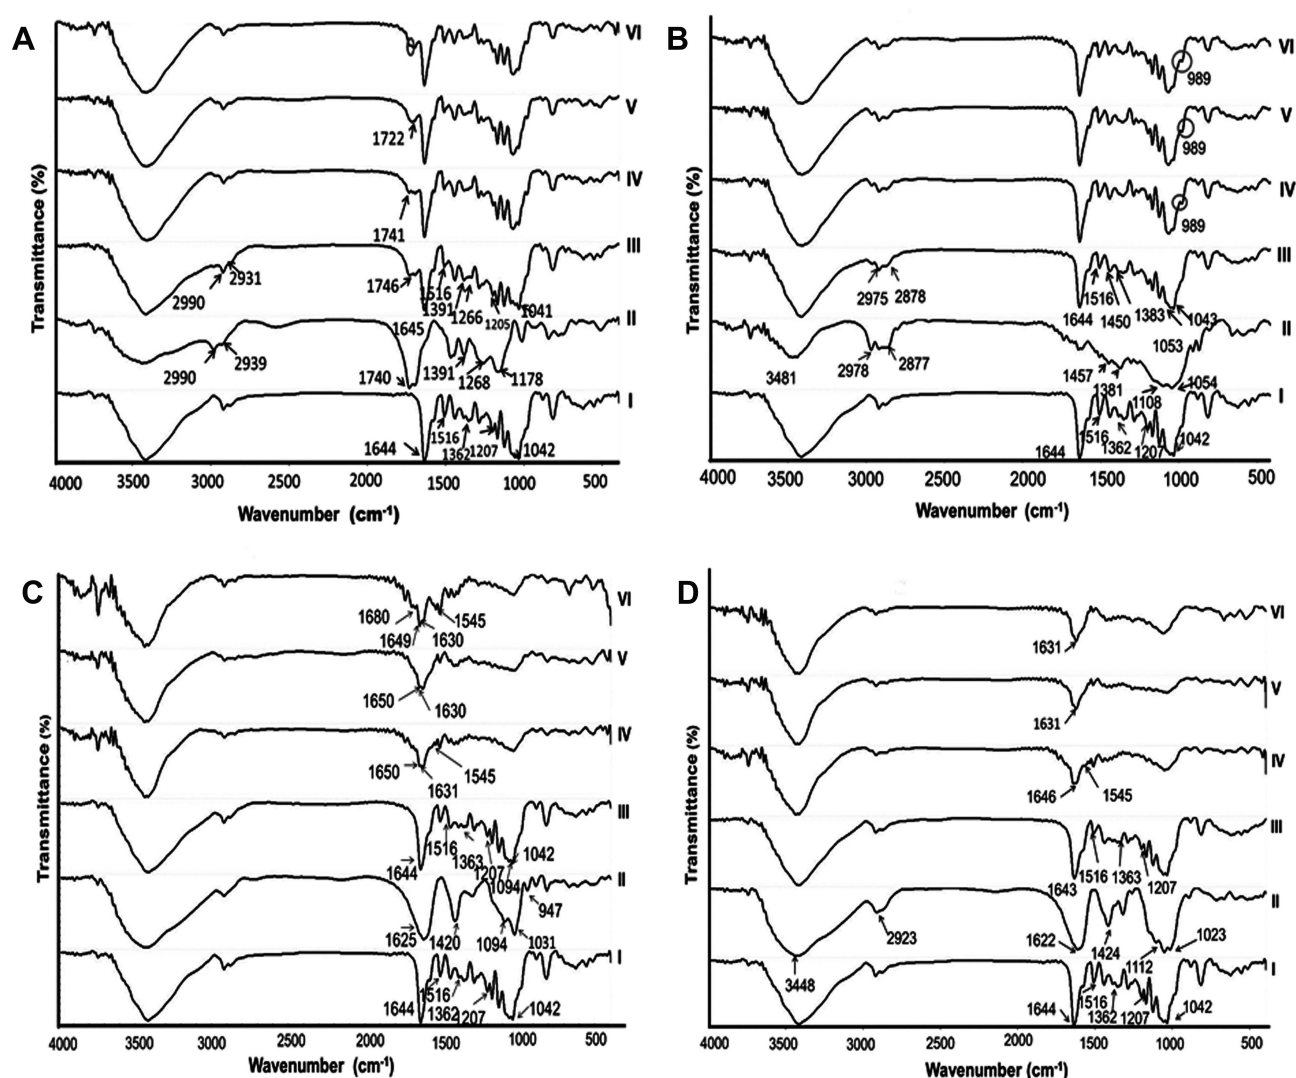 A
VI
V
1722
IV
1741
III
2990
2931
1746
1516
1391
1266
1205
1041
1645
II
2990
2939
1740
1391
1268
1178
I
1644
1516
1362
1207
1042
4000 3500 3000 2500 2000 1500 1000 500
Wavenumber (cm-1)
Transmittance (%)
B
VI
989
V
989
IV
989
III
2975
2878
1644
1516
1450
1383
1043
1053
II
3481
2978
2877
1457
1381
1108
1054
I
1644
1516
1362
1207
1042
4000 3500 3000 2500 2000 1500 1000 500
Wavenumber (cm-1)
Transmittance (%)
C
VI
1680
1649
1630
1545
V
1650
1630
IV
1650
1631
1545
III
1644
1516
1363
1207
1094
1042
II
1625
1420
1094
1031
947
I
1644
1516
1362
1207
1042
4000 3500 3000 2500 2000 1500 1000 500
Wavenumber (cm-1)
Transmittance (%)
D
VI
1631
V
1631
IV
1646
1545
III
1643
1516
1363
1207
II
3448
2923
1622
1424
1112
1023
I
1644
1516
1362
1207
1042
4000 3500 3000 2500 2000 1500 1000 500
Wavenumber (cm-1)
Transmittance (%)